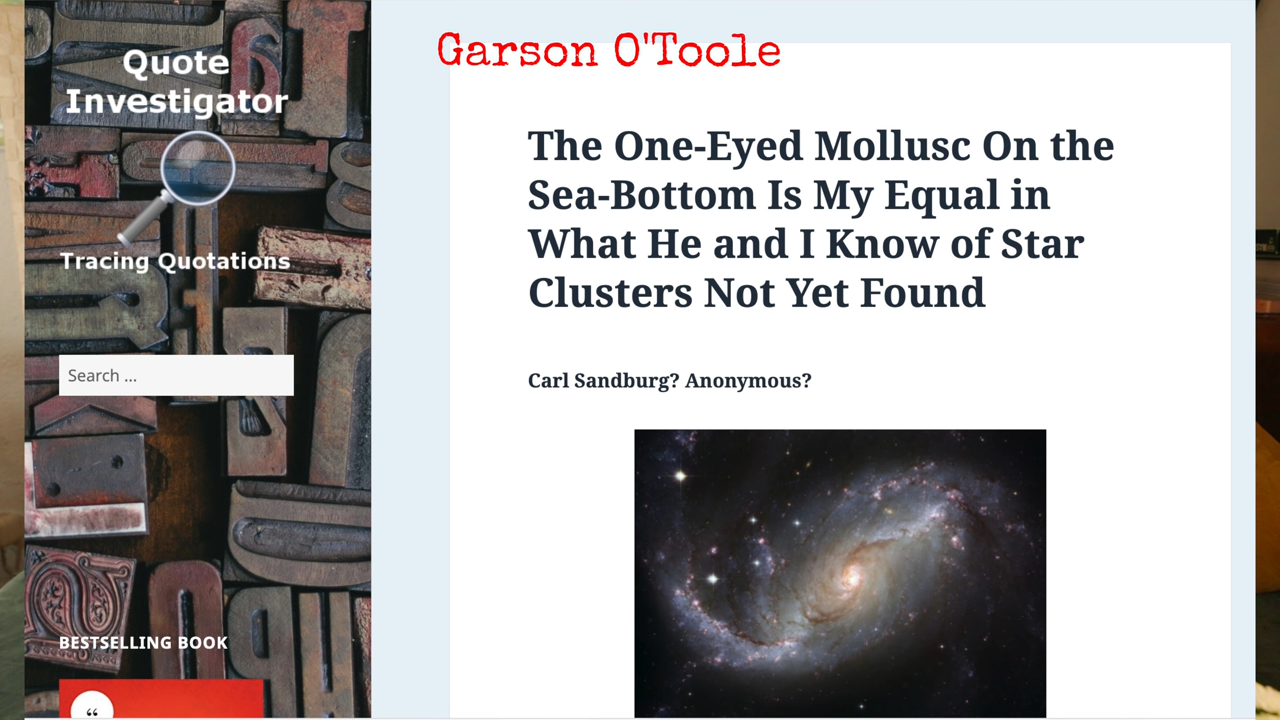 Quote
Investigator
Tracing Quotations
Search ...
BESTSELLING BOOK
“
Garson O'Toole
The One-Eyed Mollusc On the
Sea-Bottom Is My Equal in
What He and I Know of Star
Clusters Not Yet Found
Carl Sandburg? Anonymous?